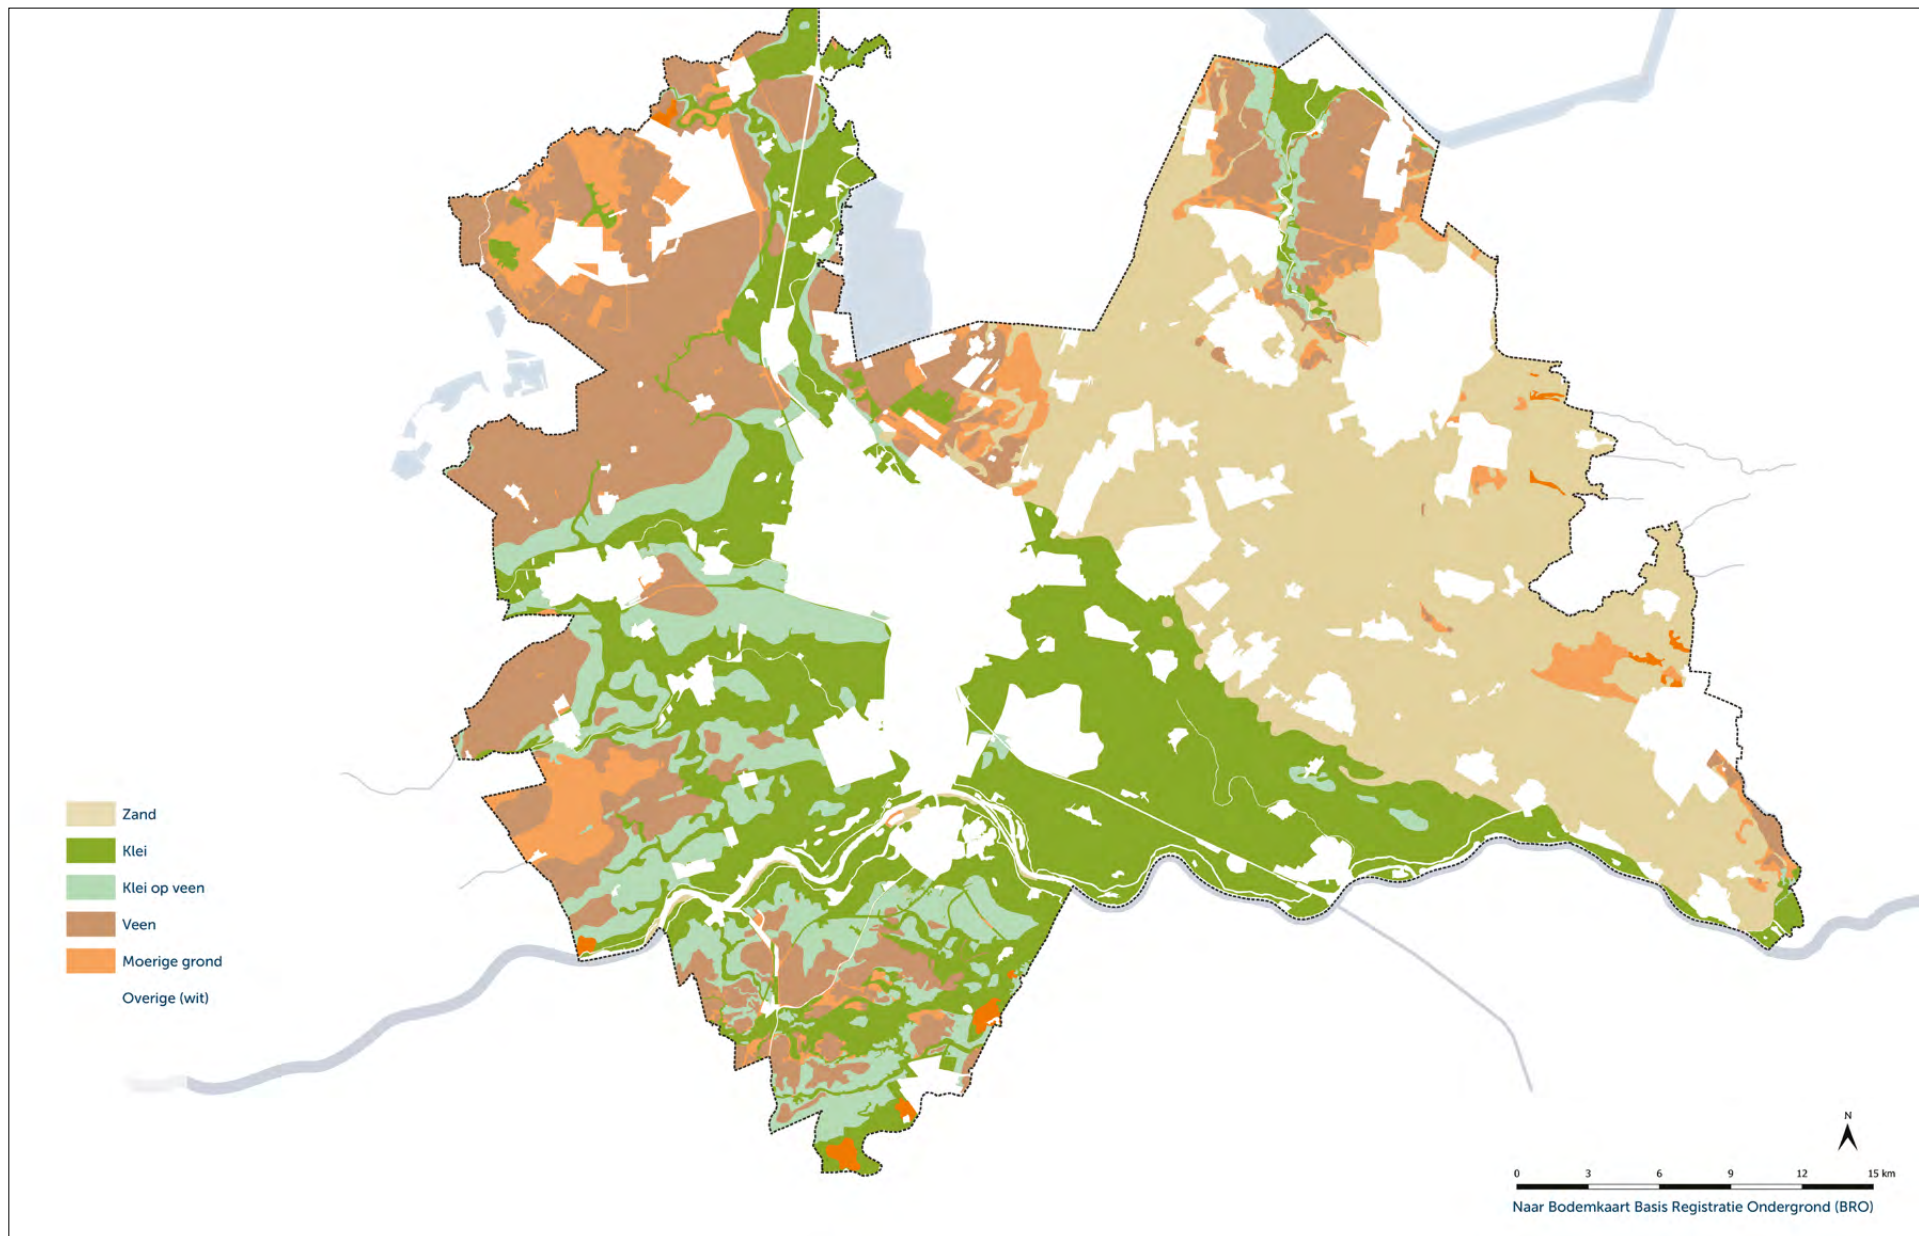 Zand
Klei
Klei op veen
Veen
Moerige grond
Overige (wit)
N
0 3 6 9 12 15 km
Naar Bodemkaart Basis Registratie Ondergrond (BRO)